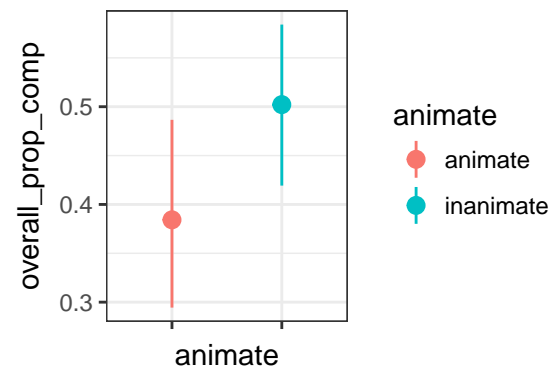 overall_prop_comp
0.5
0.4
0.3
animate
animate
animate
inanimate